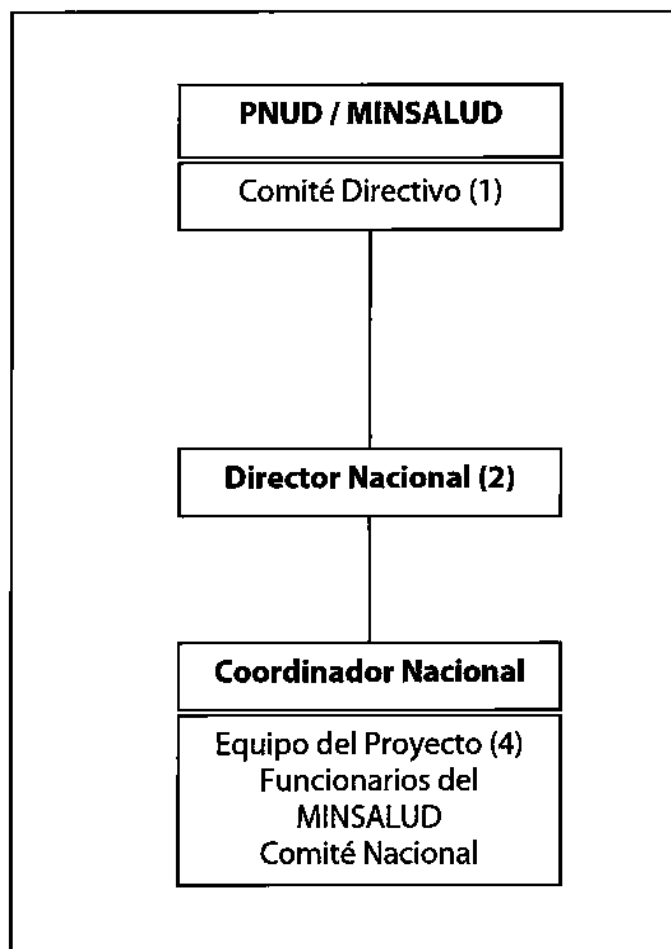 PNUD / MINSALUD
Comité Directivo (1)
Director Nacional (2)
Coordinador Nacional
Equipo del Proyecto (4)
Funcionarios del
MINSALUD
Comité Nacional